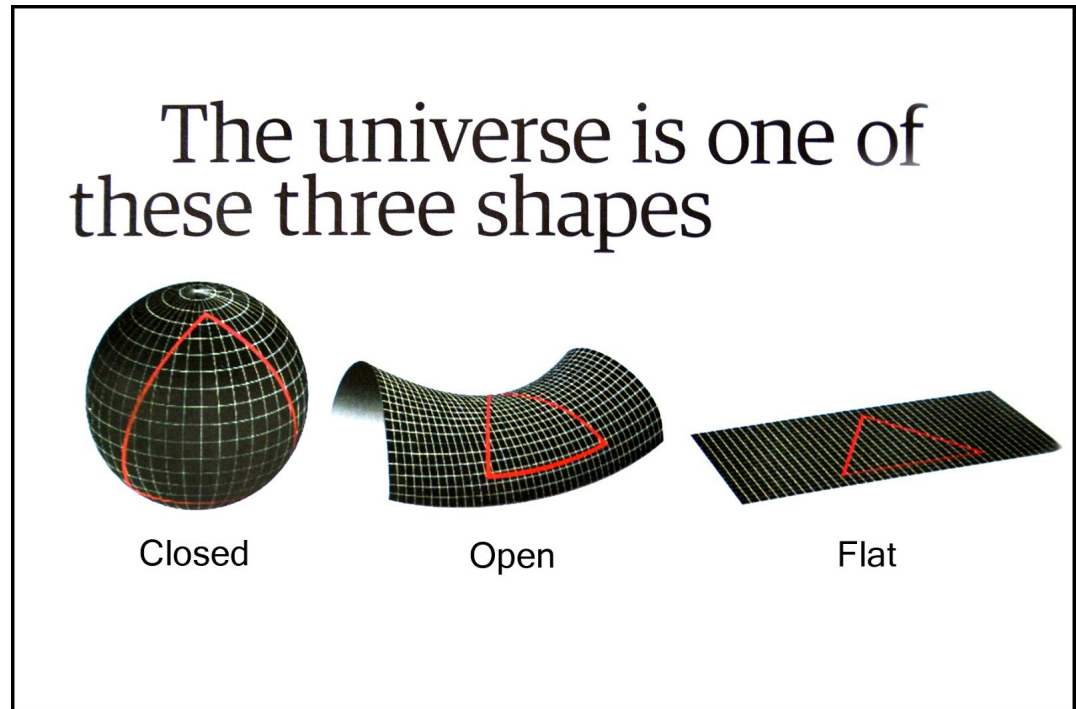 The universe is one of
these three shapes
Closed
Open
Flat